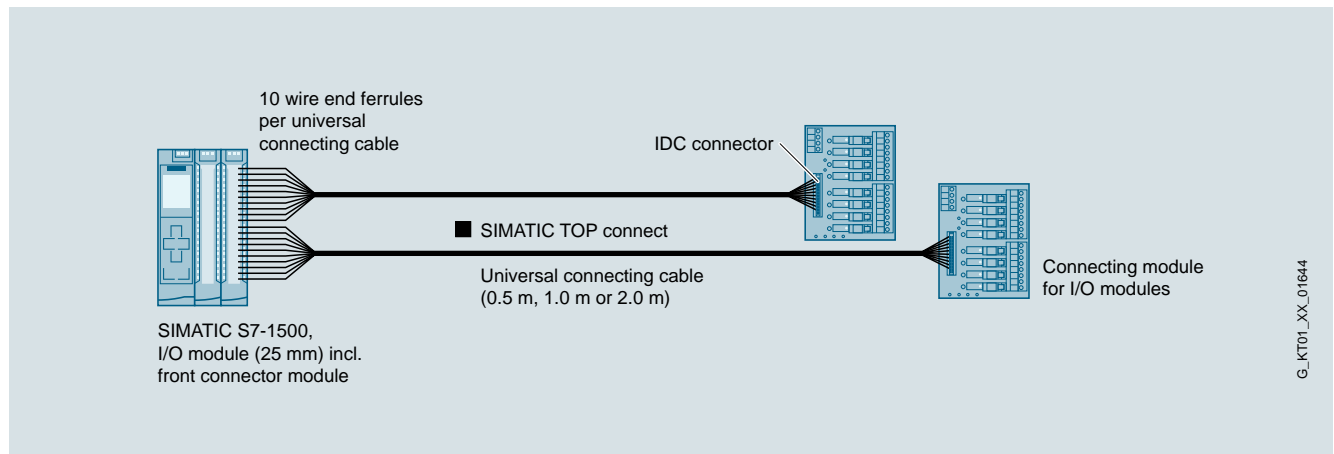 10 wire end ferrules
per universal
connecting cable
IDC connector
SIMATIC TOP connect
Universal connecting cable
(0.5 m, 1.0 m or 2.0 m)
Connecting module
for I/O modules
SIMATIC S7-1500,
I/O module (25 mm) incl.
front connector module
G_KT01_XX_01644